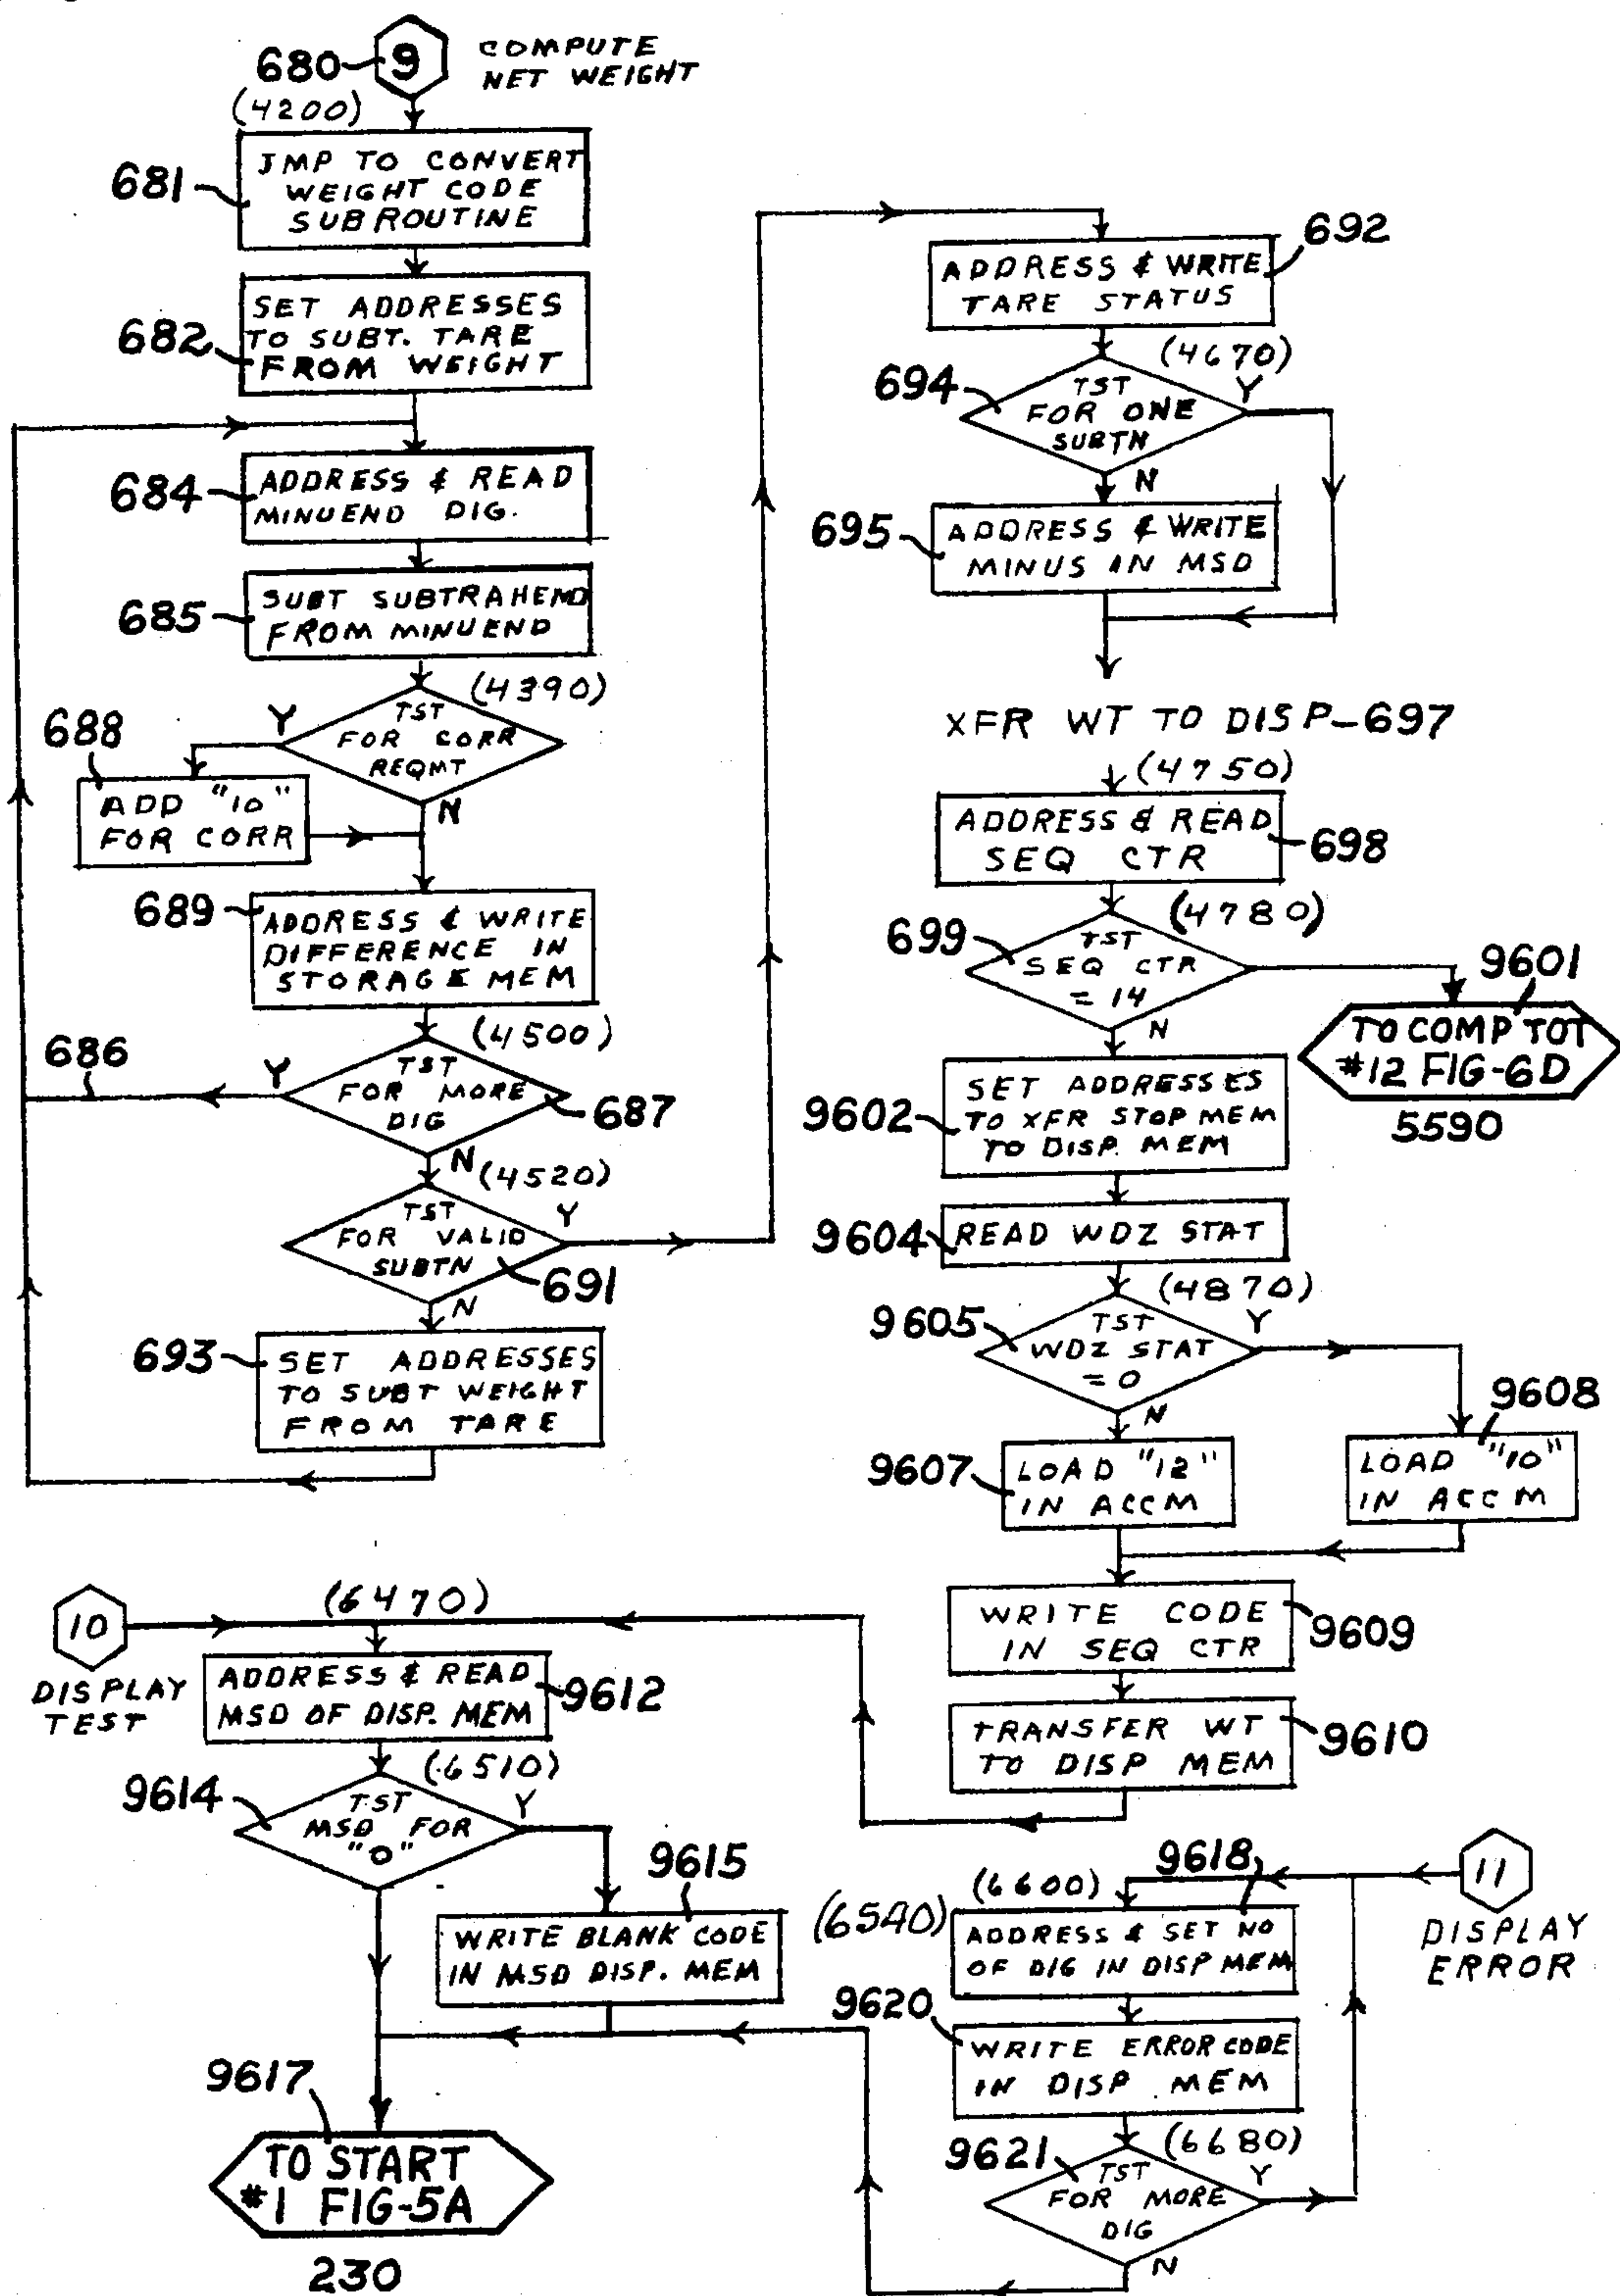 680
9
COMPUTE
NET WEIGHT
(4200)
681
JMP TO CONVERT
WEIGHT CODE
SUBROUTINE
682
SET ADDRESSES
TO SUBT. TARE
FROM WEIGHT
684
ADDRESS & READ
MINUEND DIG.
685
SUBT SUBTRAHEND
FROM MINUEND
(4390)
TST
FOR CORR
REQMT
Y
N
688
ADD "10"
FOR CORR
689
ADDRESS & WRITE
DIFFERENCE IN
STORAGE MEM
(4500)
686
Y
TST
FOR MORE
DIG
687
N
(4520)
TST
FOR VALID
SUBTN
Y
691
N
693
SET ADDRESSES
TO SUBT WEIGHT
FROM TARE
692
ADDRESS & WRITE
TARE STATUS
(4670)
694
TST
FOR ONE
SUBTN
Y
N
695
ADDRESS & WRITE
MINUS IN MSD
XFR WT TO DISP-697
(4750)
ADDRESS & READ
SEQ CTR
698
(4780)
699
TST
SEQ CTR
= 14
N
9601
TO COMP TOT
#12 FIG-6D
5590
9602
SET ADDRESSES
TO XFR STOP MEM
TO DISP. MEM
9604
READ WDZ STAT
(4870)
9605
TST
WDZ STAT
= 0
Y
N
9607
LOAD "12"
IN ACCM
9608
LOAD "10"
IN ACCM
WRITE CODE
IN SEQ CTR
9609
TRANSFER WT
TO DISP MEM
9610
10
DISPLAY
TEST
(6470)
ADDRESS & READ
MSD OF DISP. MEM
9612
(6510)
9614
TST
MSD FOR
"0"
Y
9615
WRITE BLANK CODE
IN MSD DISP. MEM
9617
TO START
#1 FIG-5A
230
11
DISPLAY
ERROR
9618
(6600)
(6540)
ADDRESS & SET NO
OF DIG IN DISP MEM
9620
WRITE ERROR CODE
IN DISP. MEM
(6680)
9621
TST
FOR MORE
DIG
Y
N